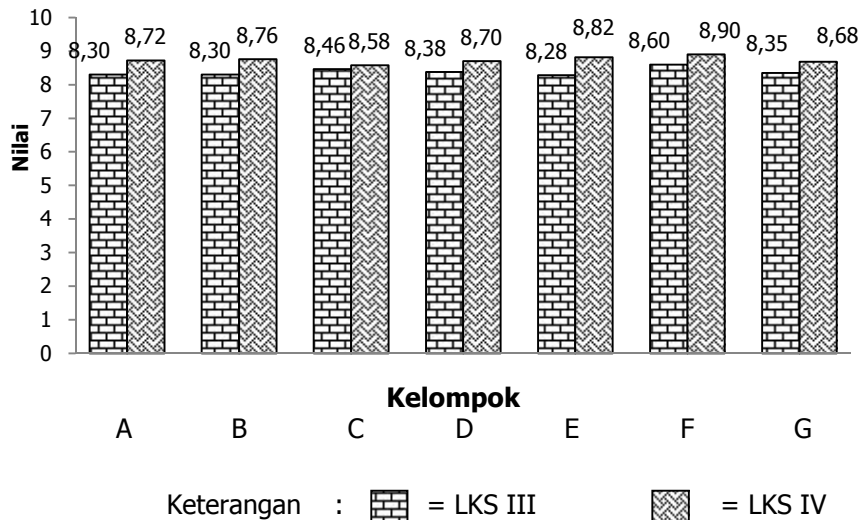 10
9
8
7
6
5
4
3
2
1
0
Nilai
8,30 8,72 8,30 8,76 8,46 8,58 8,38 8,70 8,28 8,82 8,60 8,90 8,35 8,68
Kelompok
A B C D E F G
Keterangan : = LKS III = LKS IV